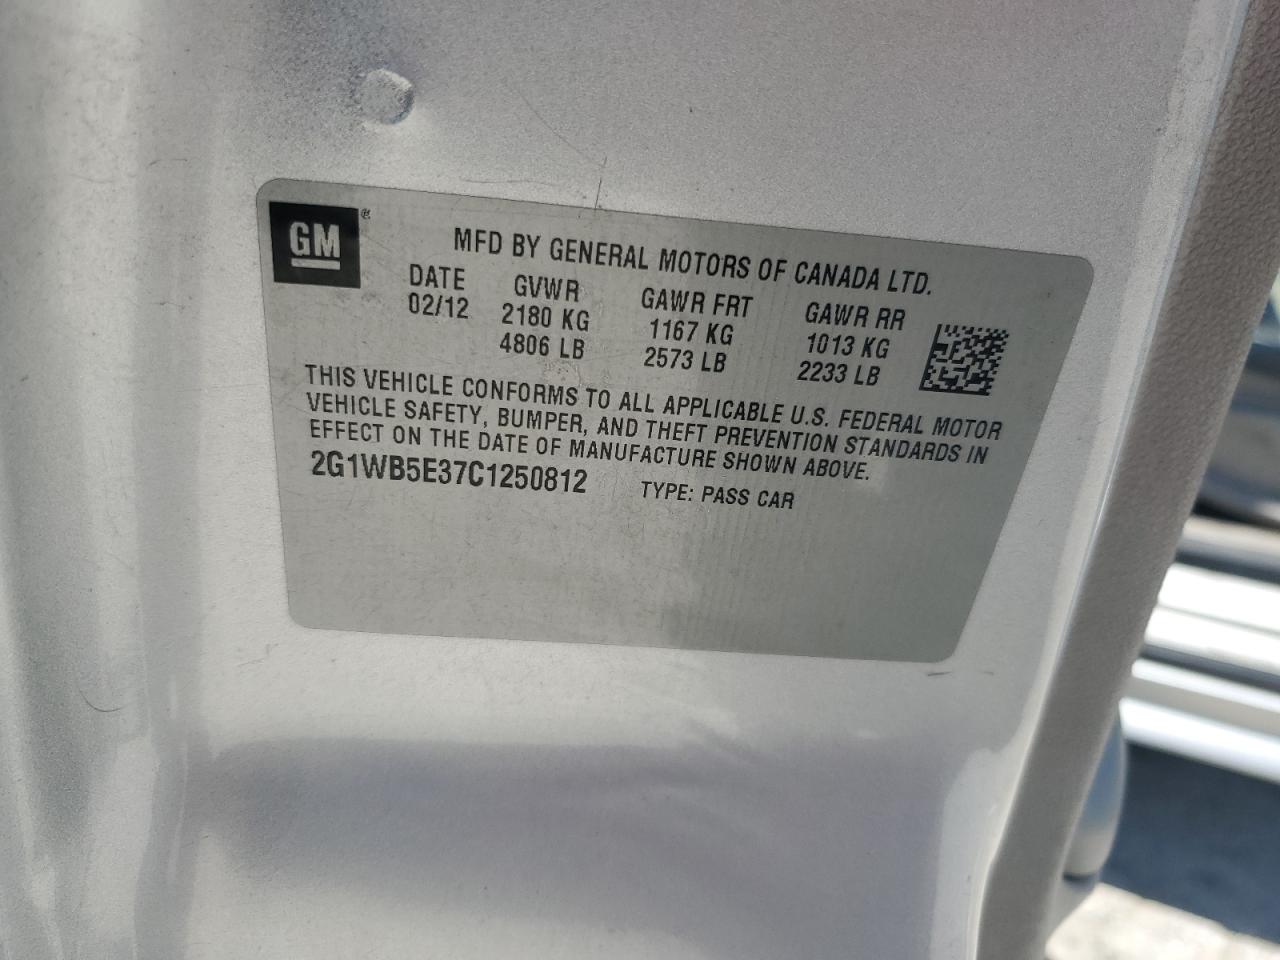 GM®
MFD BY GENERAL MOTORS OF CANADA LTD.
DATE GVWR GAWR FRT GAWR RR
02/12 2180 KG 1167 KG 1013 KG
4806 LB 2573 LB 2233 LB
THIS VEHICLE CONFORMS TO ALL APPLICABLE U.S. FEDERAL MOTOR
VEHICLE SAFETY, BUMPER, AND THEFT PREVENTION STANDARDS IN
EFFECT ON THE DATE OF MANUFACTURE SHOWN ABOVE.
2G1WB5E37C1250812 TYPE: PASS CAR